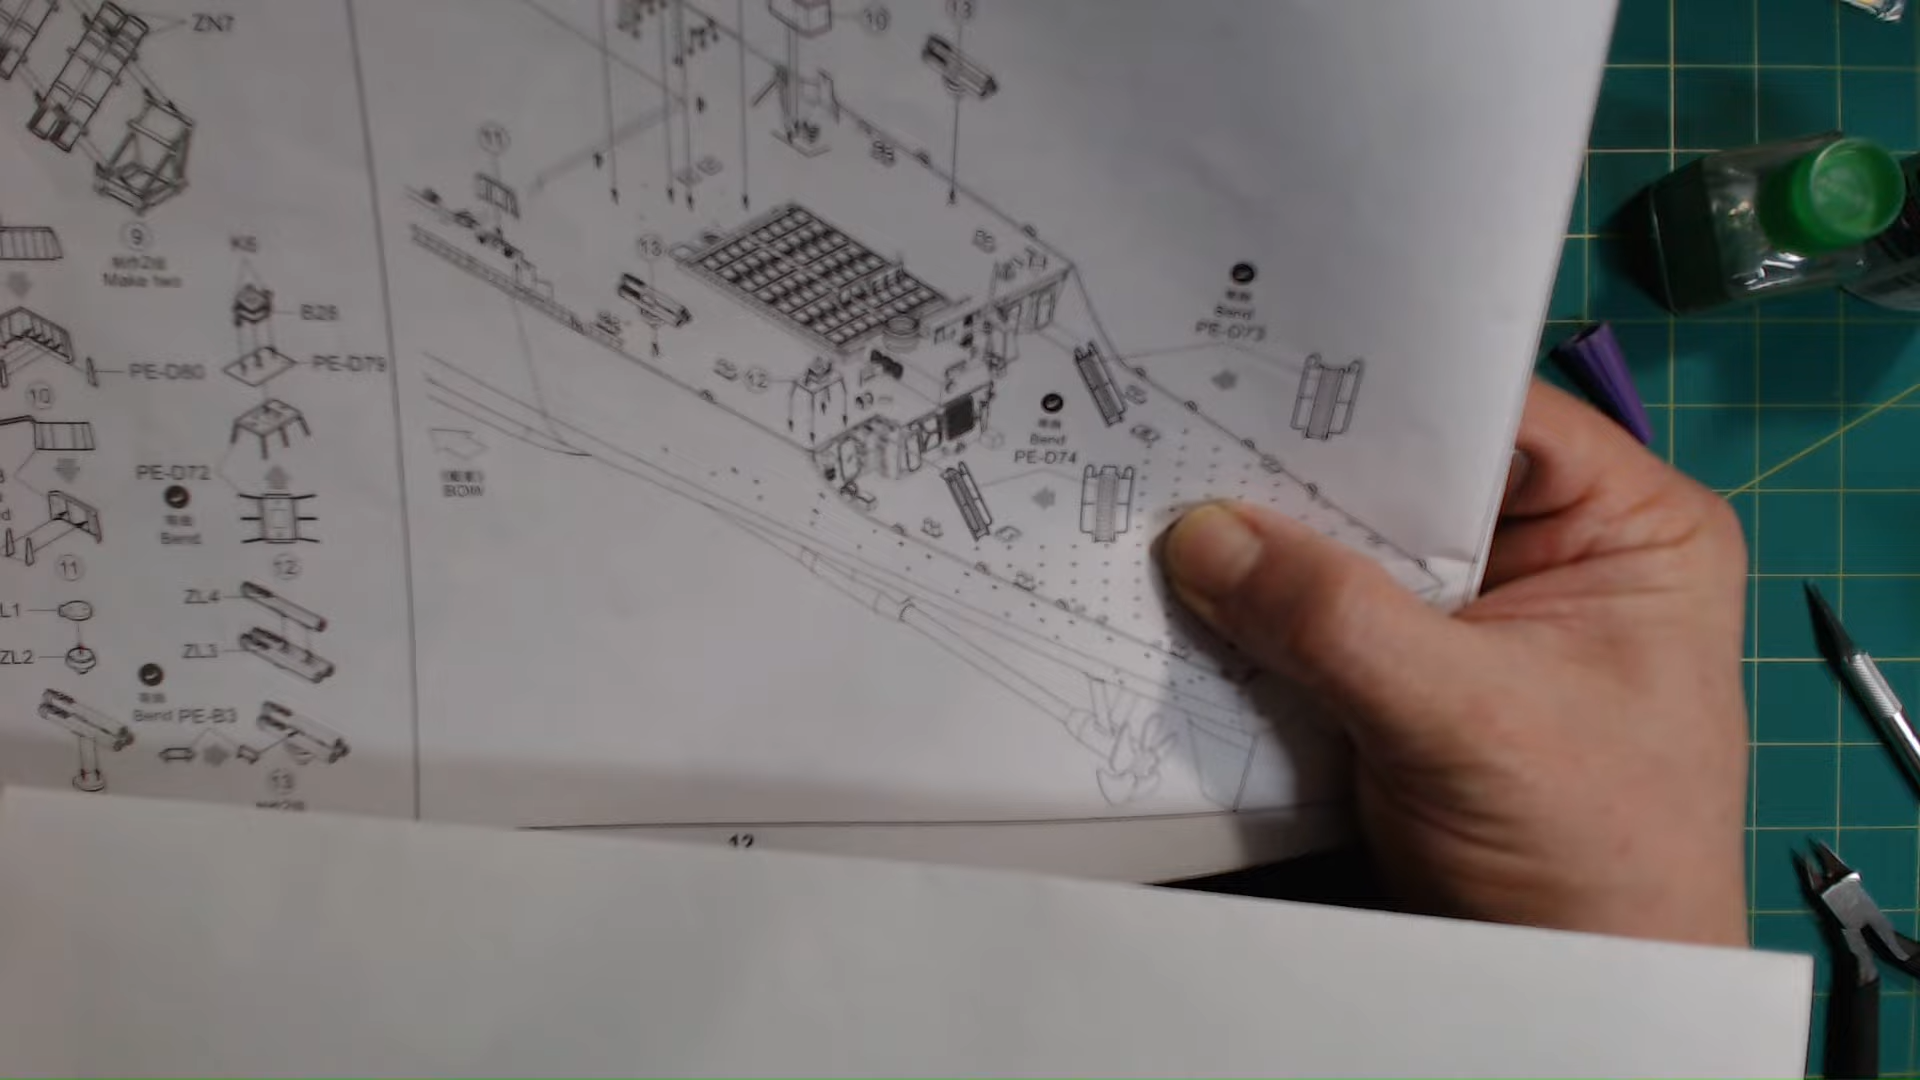 ZN7
9
Make two
K6
B28
PE-D79
PE-D80
10
PE-D72
Bend
11
12
L1
ZL2
ZL4
ZL3
Bend PE-B3
13
10
13
11
13
12
Bend
PE-D73
Bend
PE-D74
BOW
12